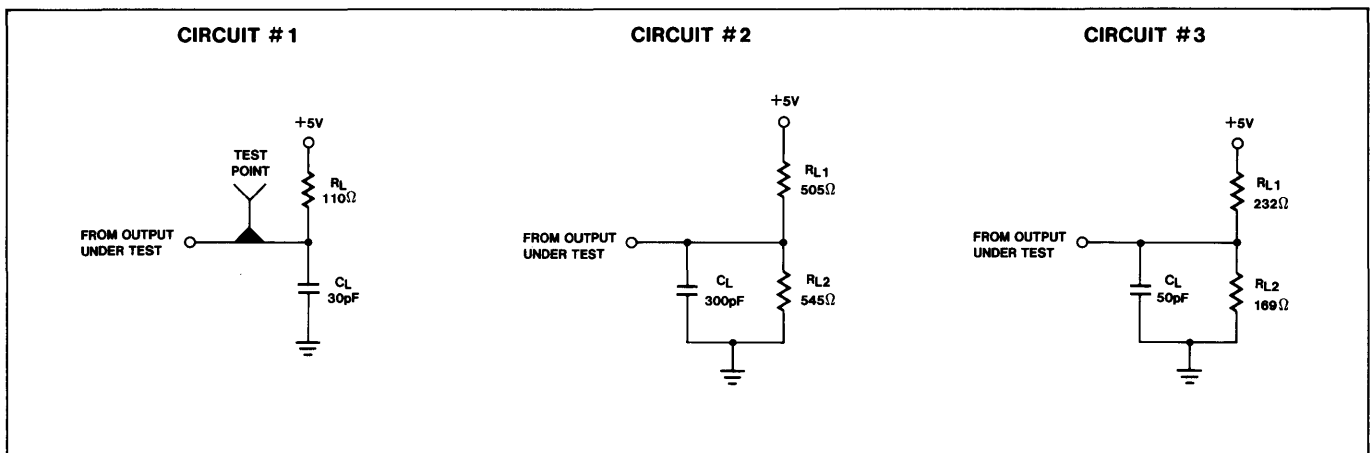 CIRCUIT #1
+5V
TEST
POINT
RL
110Ω
FROM OUTPUT
UNDER TEST
CL
30pF
CIRCUIT #2
+5V
RL1
505Ω
FROM OUTPUT
UNDER TEST
CL
300pF
RL2
545Ω
CIRCUIT #3
+5V
RL1
232Ω
FROM OUTPUT
UNDER TEST
CL
50pF
RL2
169Ω